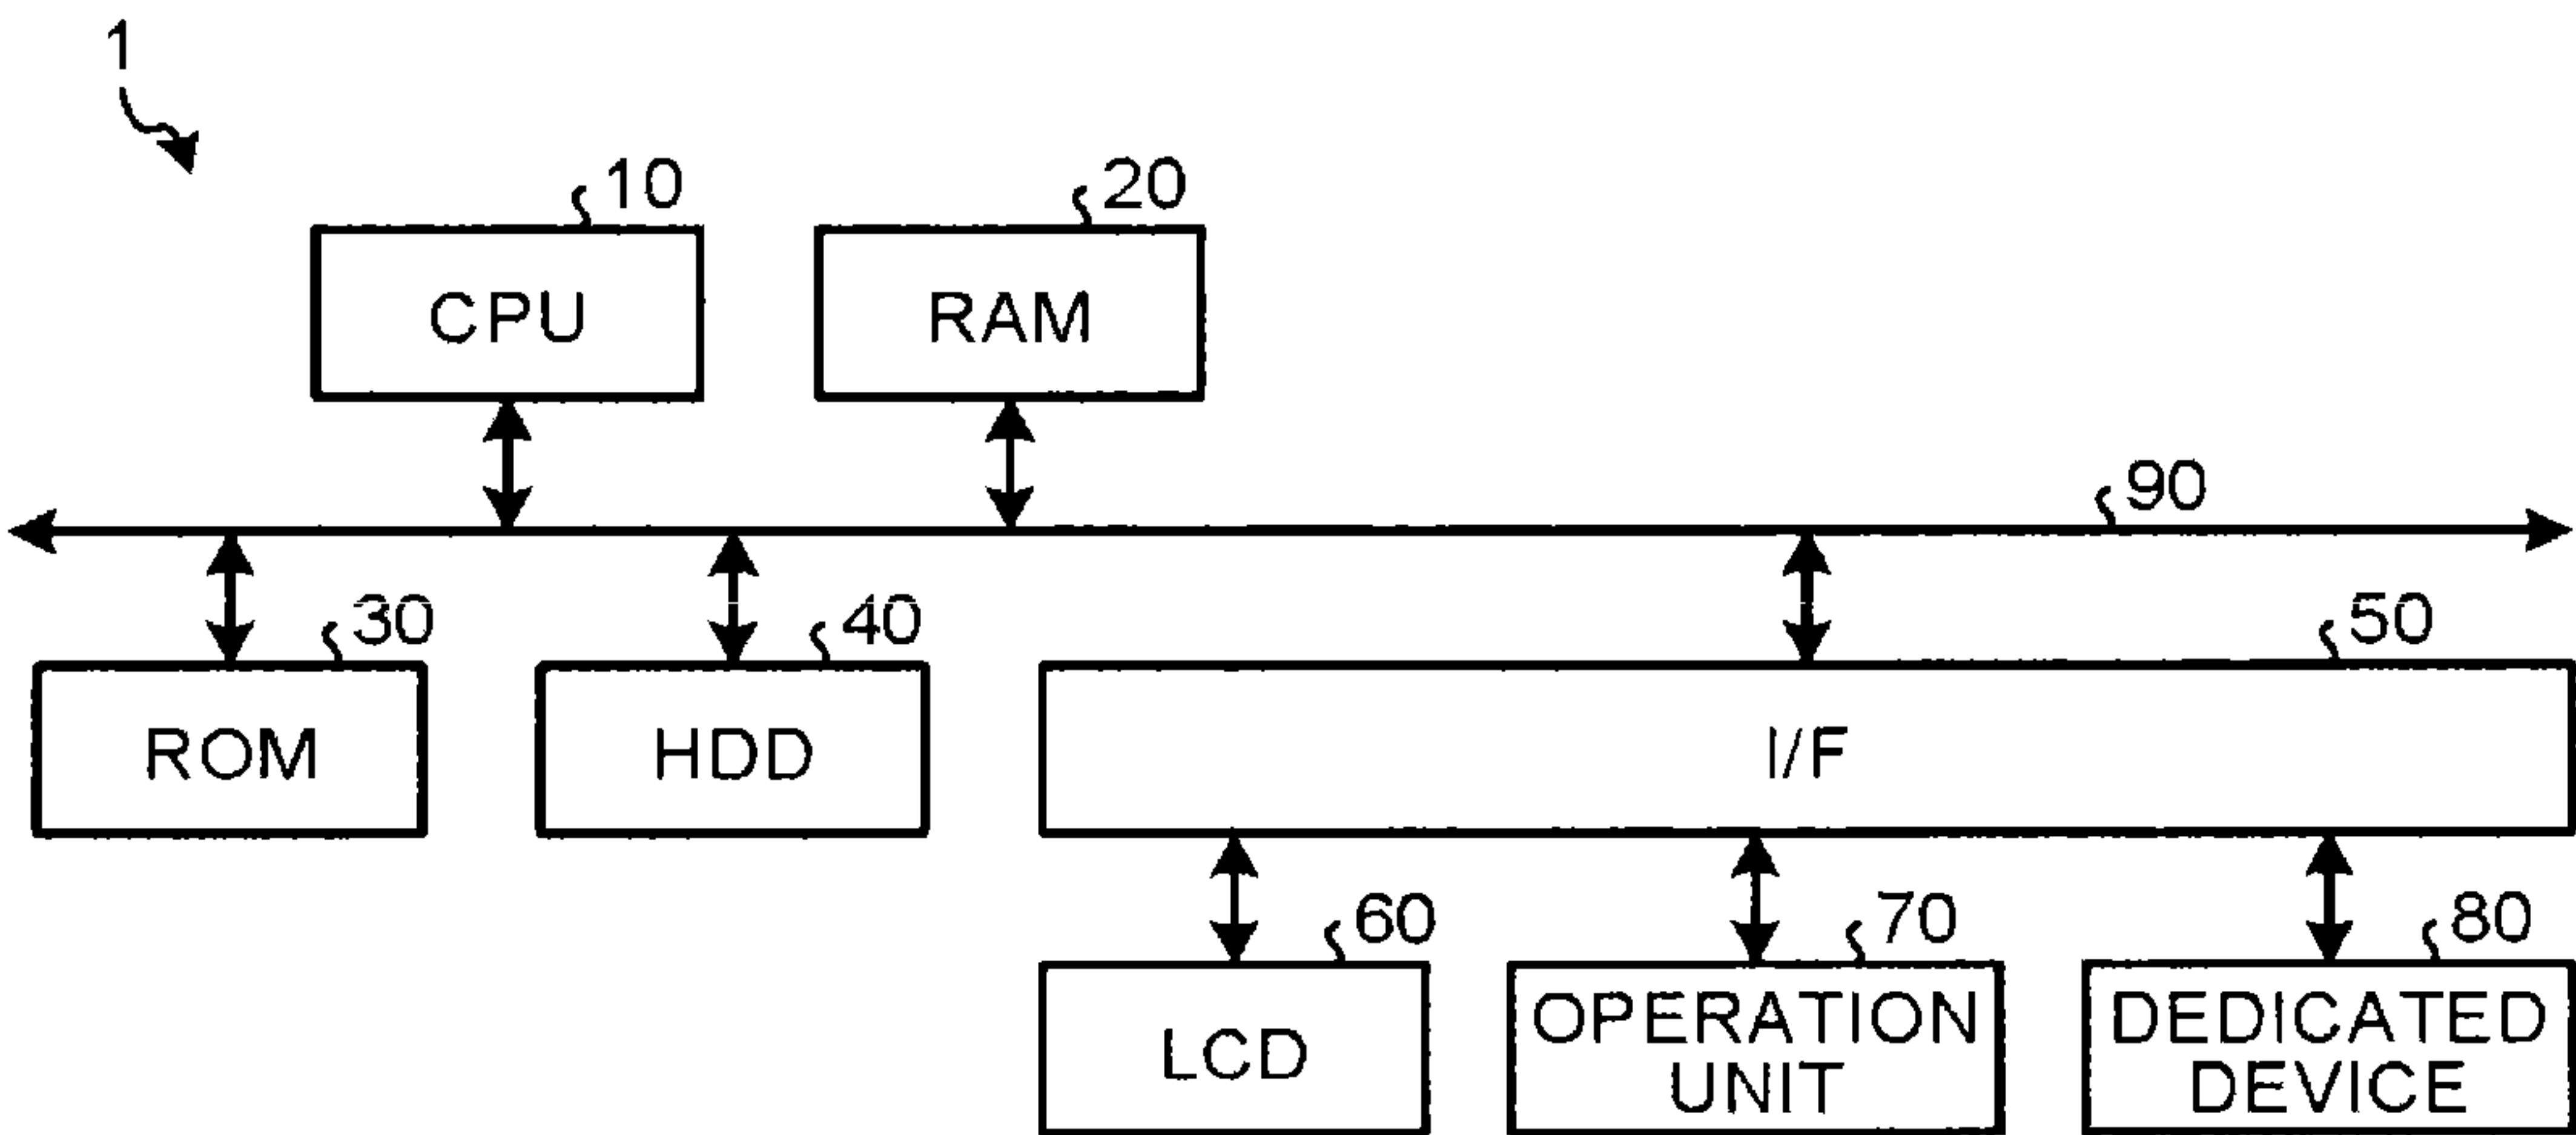 1
10
20
CPU
RAM
90
30
40
50
ROM
HDD
I/F
60
70
80
LCD
OPERATION
UNIT
DEDICATED
DEVICE